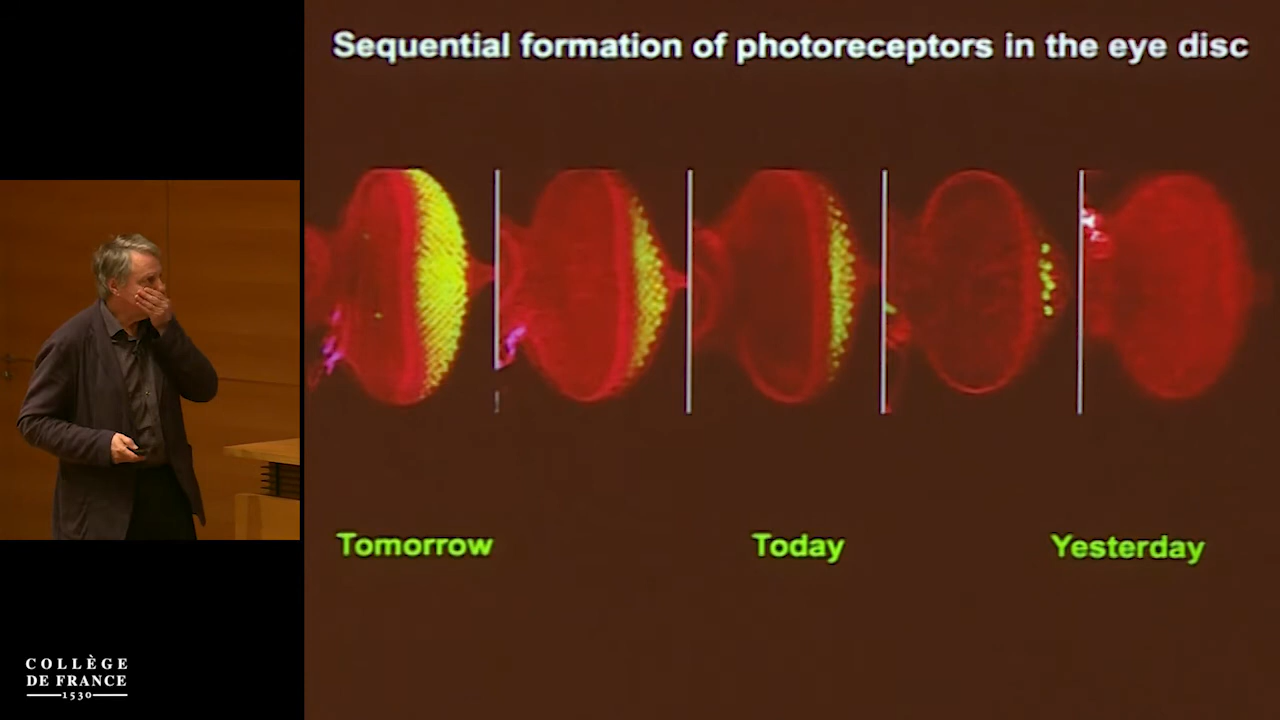 Sequential formation of photoreceptors in the eye disc
Tomorrow
Today
Yesterday
COLLÈGE
DE FRANCE
1530